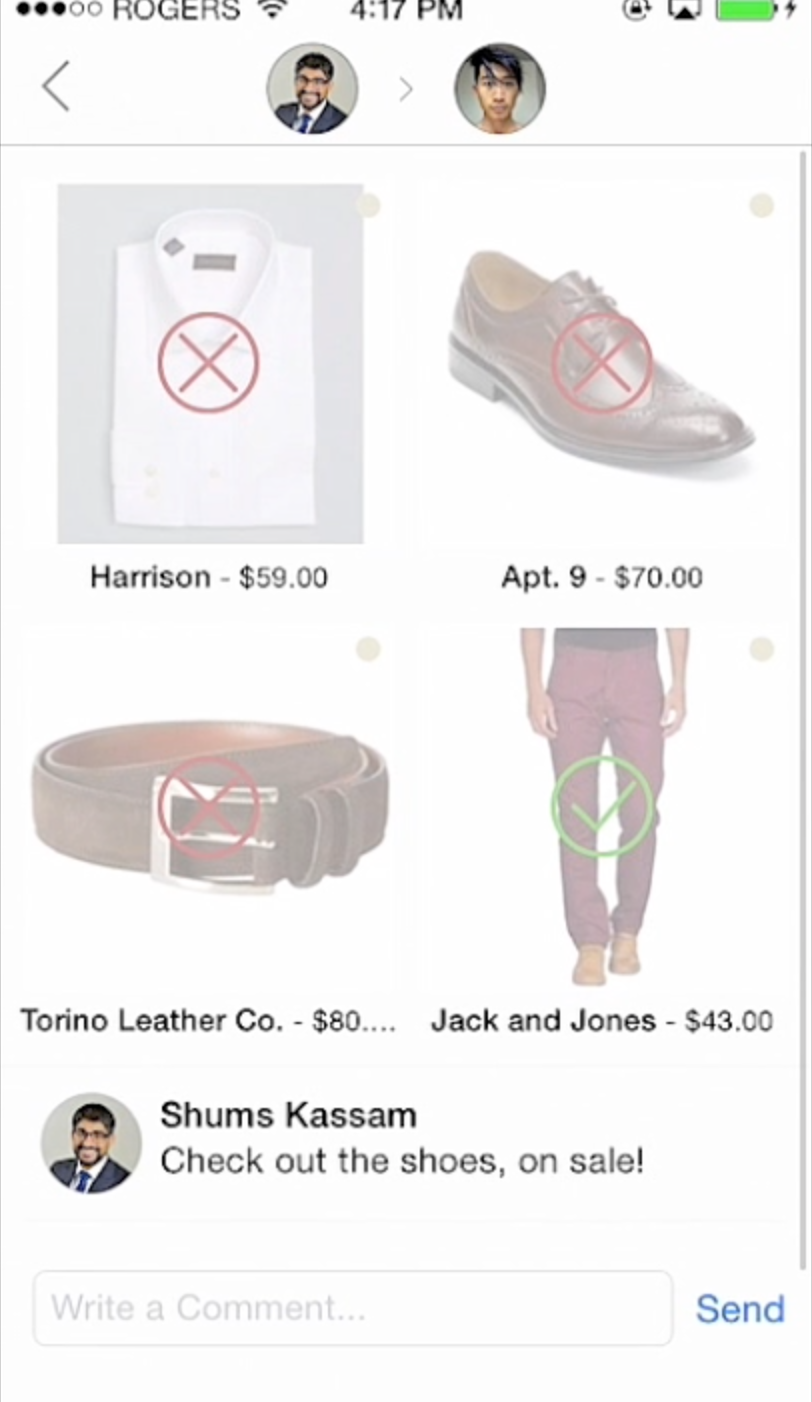 ●●●○○ ROGERS 4:17 PM
Harrison - $59.00
Apt. 9 - $70.00
Torino Leather Co. - $80....
Jack and Jones - $43.00
Shums Kassam
Check out the shoes, on sale!
Write a Comment...
Send